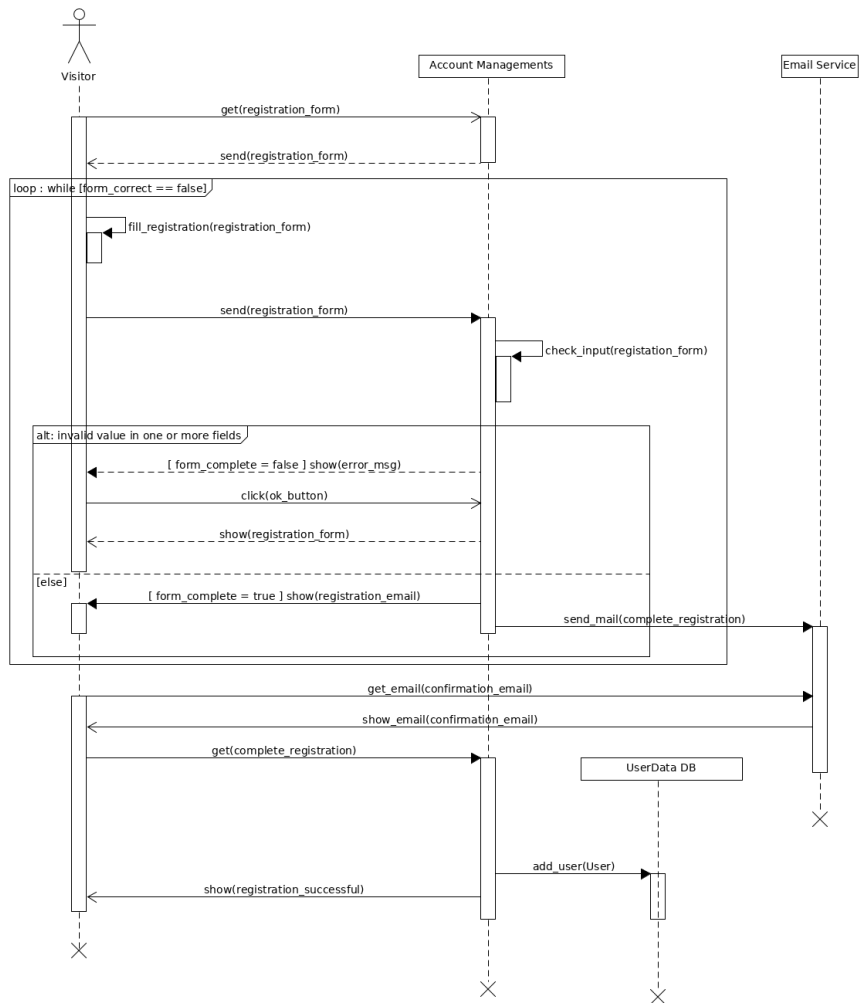 Visitor
Account Managements
Email Service
get(registration_form)
send(registration_form)
loop : while [form_correct == false]
fill_registration(registration_form)
send(registration_form)
check_input(registation_form)
alt: invalid value in one or more fields
[ form_complete = false ] show(error_msg)
click(ok_button)
show(registration_form)
[else]
[ form_complete = true ] show(registration_email)
send_mail(complete_registration)
get_email(confirmation_email)
show_email(confirmation_email)
get(complete_registration)
UserData DB
add_user(User)
show(registration_successful)